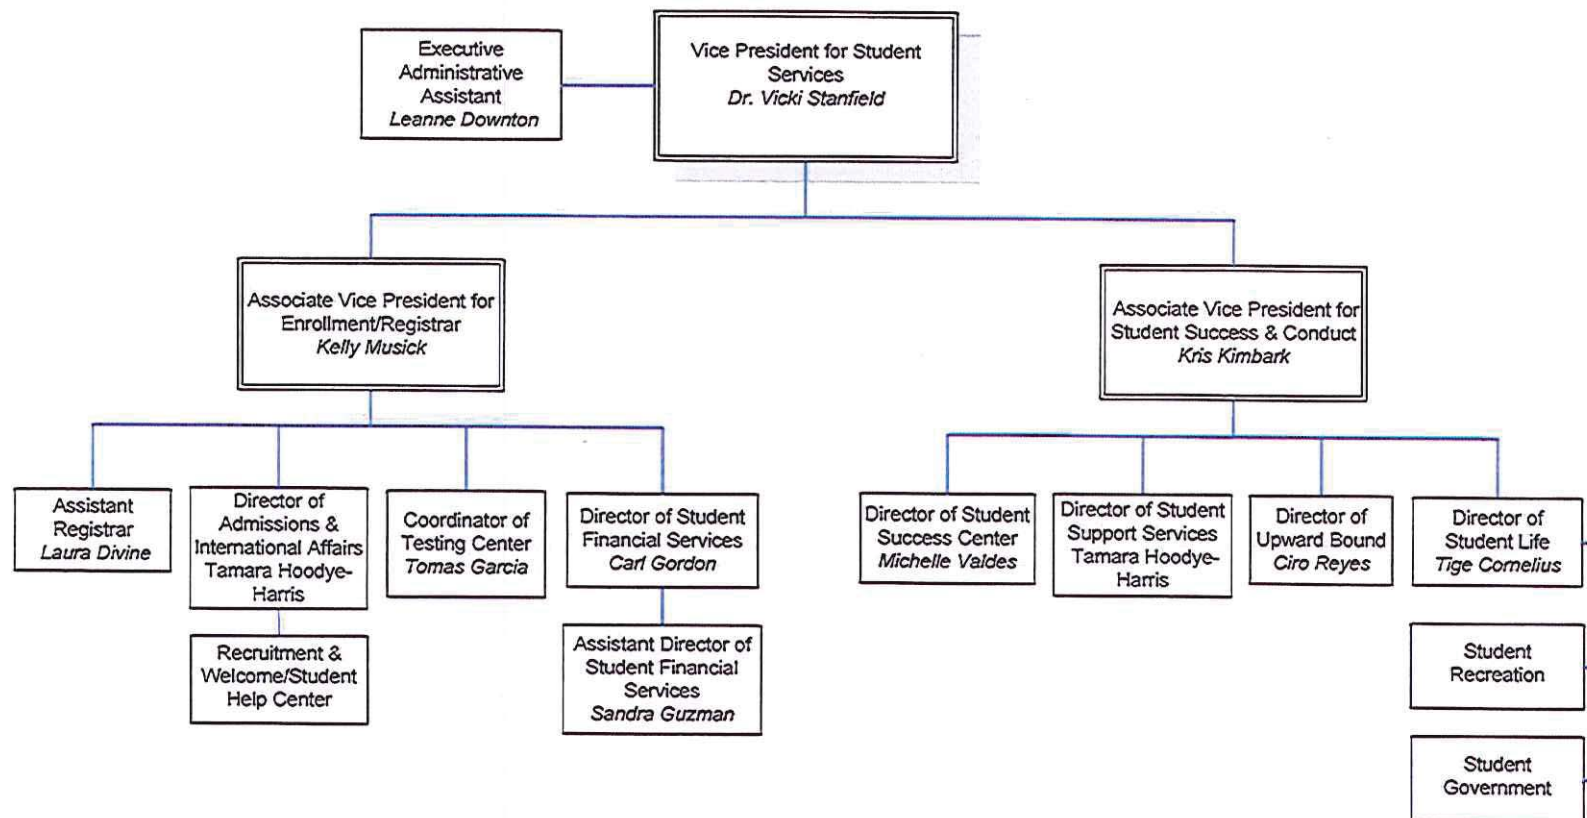 Executive
Administrative
Assistant
Leanne Downton
Vice President for Student
Services
Dr. Vicki Stanfield
Associate Vice President for
Enrollment/Registrar
Kelly Musick
Associate Vice President for
Student Success & Conduct
Kris Kimbark
Assistant
Registrar
Laura Divine
Director of
Admissions &
International Affairs
Tamara Hoodye-
Harris
Coordinator of
Testing Center
Tomas Garcia
Director of Student
Financial Services
Carl Gordon
Director of Student
Success Center
Michelle Valdes
Director of Student
Support Services
Tamara Hoodye-
Harris
Director of
Upward Bound
Ciro Reyes
Director of
Student Life
Tige Cornelius
Recruitment &
Welcome/Student
Help Center
Assistant Director of
Student Financial
Services
Sandra Guzman
Student
Recreation
Student
Government